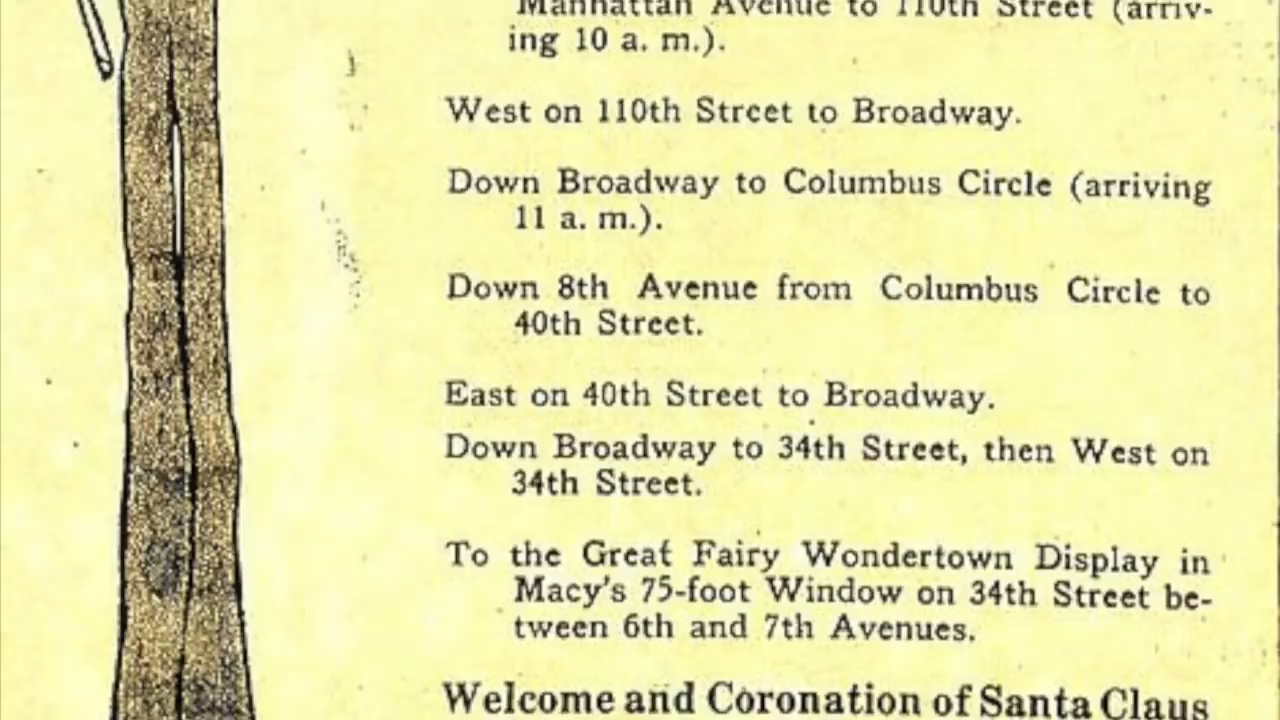 Manhattan Avenue to 110th Street (arriv-
ing 10 a. m.).
West on 110th Street to Broadway.
Down Broadway to Columbus Circle (arriving
11 a. m.).
Down 8th Avenue from Columbus Circle to
40th Street.
East on 40th Street to Broadway.
Down Broadway to 34th Street, then West on
34th Street.
To the Great Fairy Wondertown Display in
Macy's 75-foot Window on 34th Street be-
tween 6th and 7th Avenues.
Welcome and Coronation of Santa Claus